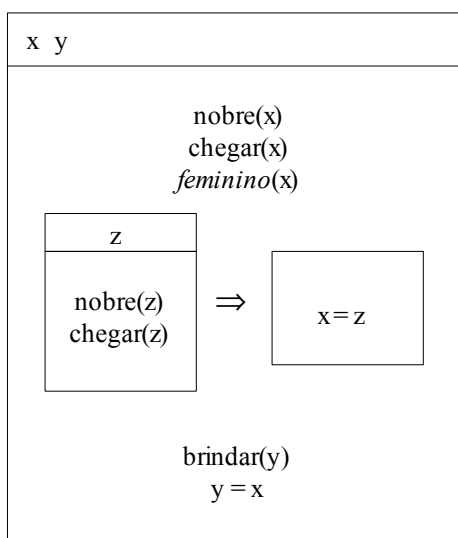 x y
nobre(x)
chegar(x)
feminino(x)
z
nobre(z)
chegar(z)
⇒
x = z
brindar(y)
y = x